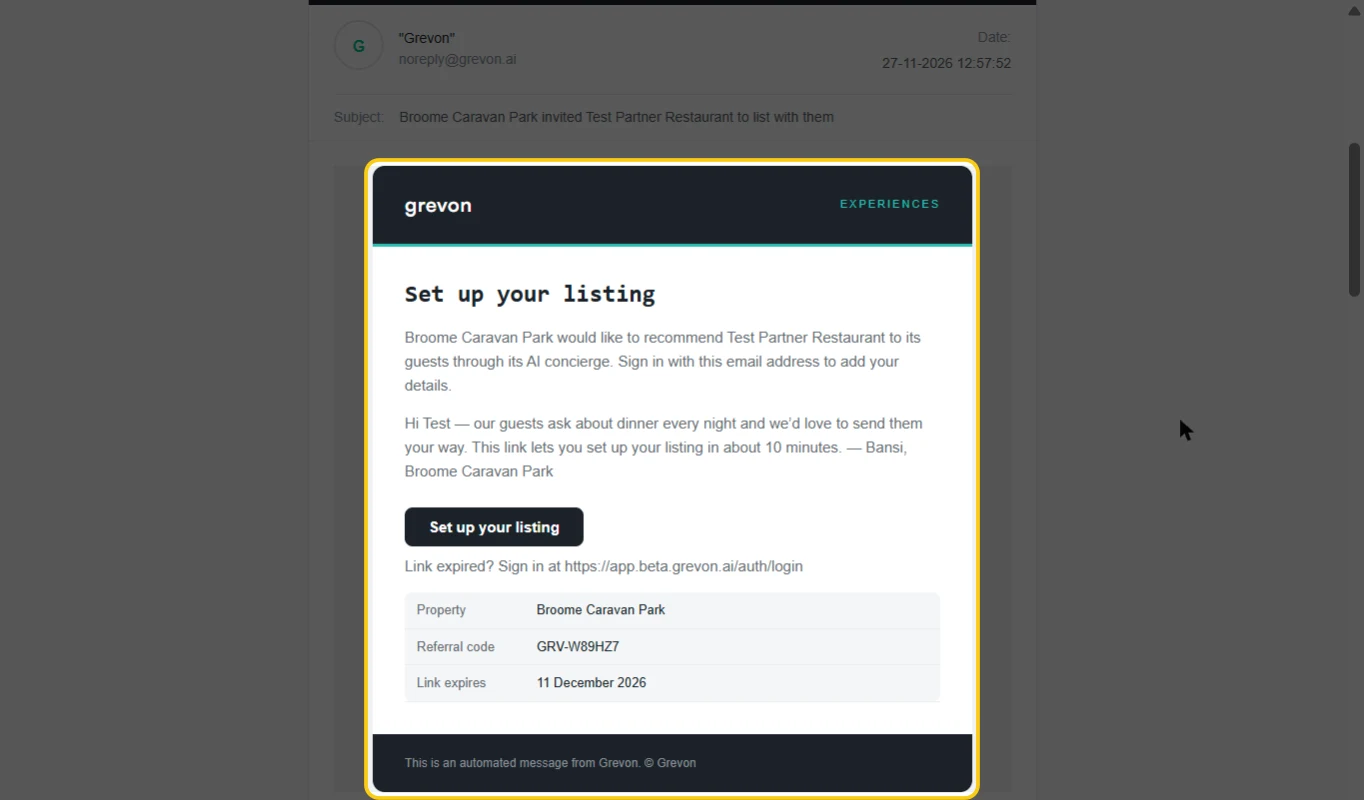 G
"Grevon"
noreply@grevon.ai
Date:
27-11-2026 12:57:52
Subject: Broome Caravan Park invited Test Partner Restaurant to list with them
grevon
EXPERIENCES
Set up your listing
Broome Caravan Park would like to recommend Test Partner Restaurant to its
guests through its AI concierge. Sign in with this email address to add your
details.
Hi Test — our guests ask about dinner every night and we'd love to send them
your way. This link lets you set up your listing in about 10 minutes. — Bansi,
Broome Caravan Park
Set up your listing
Link expired? Sign in at https://app.beta.grevon.ai/auth/login
Property Broome Caravan Park
Referral code GRV-W89HZ7
Link expires 11 December 2026
This is an automated message from Grevon. © Grevon